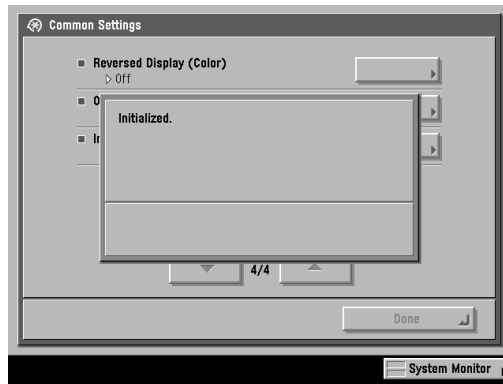 Common Settings
Reversed Display (Color)
Off
Initialized.
4/4
Done
System Monitor